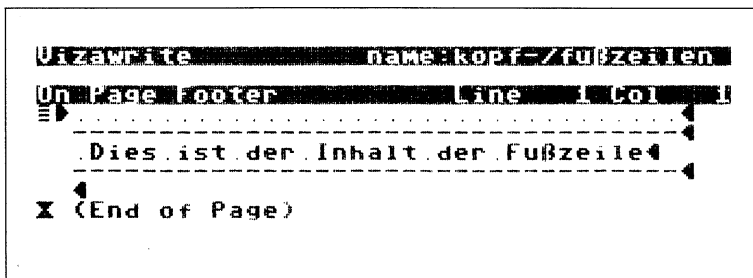 Vizawrite name:kopf-/fußzeilen
On Page Footer Line 1 Col 1
.Dies.ist.der.Inhalt.der.Fußzeile
(End of Page)